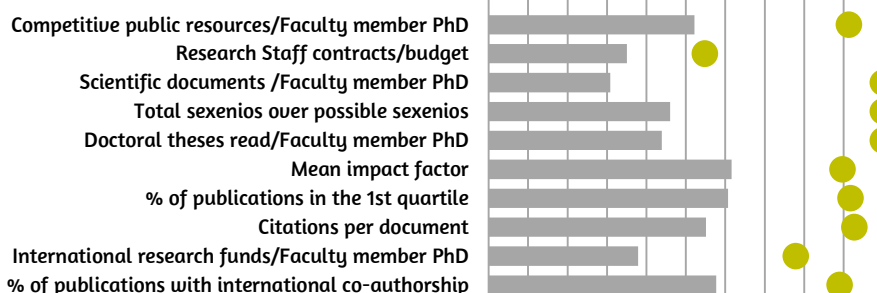 Competitive public resources/Faculty member PhD
Research Staff contracts/budget
Scientific documents /Faculty member PhD
Total sexenios over possible sexenios
Doctoral theses read/Faculty member PhD
Mean impact factor
% of publications in the 1st quartile
Citations per document
International research funds/Faculty member PhD
% of publications with international co-authorship